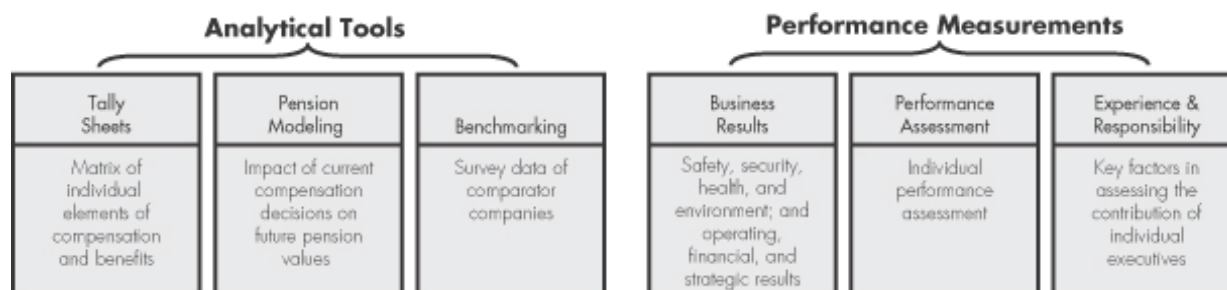 Analytical Tools
Tally
Sheets
Matrix of
individual
elements of
compensation
and benefits
Pension
Modeling
Impact of current
compensation
decisions on
future pension
values
Benchmarking
Survey data of
comparator
companies
Performance Measurements
Business
Results
Safety, security,
health, and
environment; and
operating,
financial, and
strategic results
Performance
Assessment
Individual
performance
assessment
Experience &
Responsibility
Key factors in
assessing the
contribution of
individual
executives